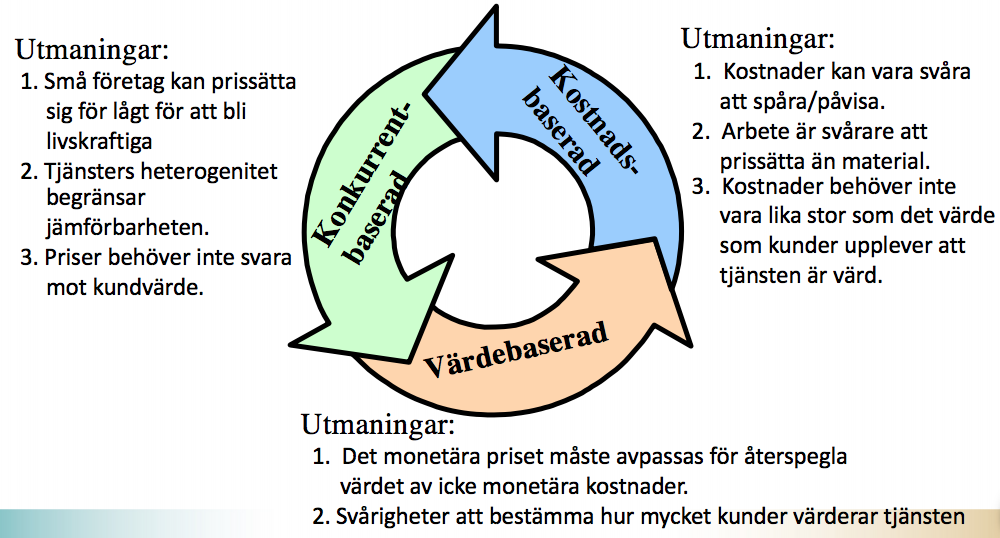 Utmaningar:
1. Små företag kan prissätta
sig för lågt för att bli
livskraftiga
2. Tjänsters heterogenitet
begränsar
jämförbarheten.
3. Priser behöver inte svara
mot kundvärde.
Konkurrent-
baserad
Kostnads-
baserad
Värdebaserad
Utmaningar:
1. Kostnader kan vara svåra
att spåra/påvisa.
2. Arbete är svårare att
prissätta än material.
3. Kostnader behöver inte
vara lika stor som det värde
som kunder upplever att
tjänsten är värd.
Utmaningar:
1. Det monetära priset måste avpassas för återspegla
värdet av icke monetära kostnader.
2. Svårigheter att bestämma hur mycket kunder värderar tjänsten